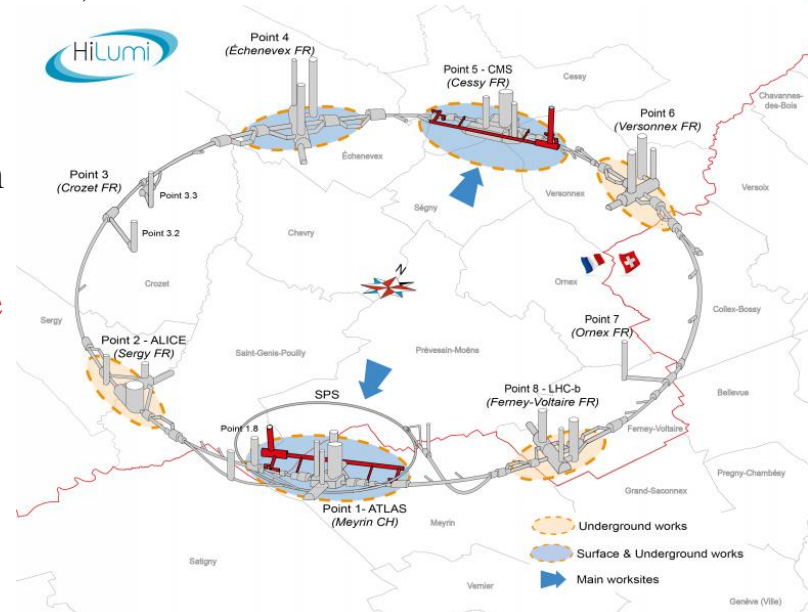 HiLumi
Point 4
(Échenevex FR)
Point 5 - CMS
(Cessy FR)
Cessy
Chavannes-
des-Bois
Point 6
(Versonnex FR)
Échenevex
Point 3
(Crozet FR)
Point 3.3
Point 3.2
Versonnex
Versoix
Ségny
Chevry
N
Crozet
Ornex
Collex-Bossy
Sergy
Point 7
(Ornex FR)
Point 2 - ALICE
(Sergy FR)
Saint-Genis-Pouilly
Prévessin-Moëns
Point 8 - LHC-b
(Ferney-Voltaire FR)
SPS
Bellevue
Point 1.8
Ferney-Voltaire
Pregny-Chambésy
Grand-Saconnex
Point 1- ATLAS
(Meyrin CH)
Meyrin
Underground works
Surface & Underground works
Satigny
Main worksites
Vernier
Genève (Ville)